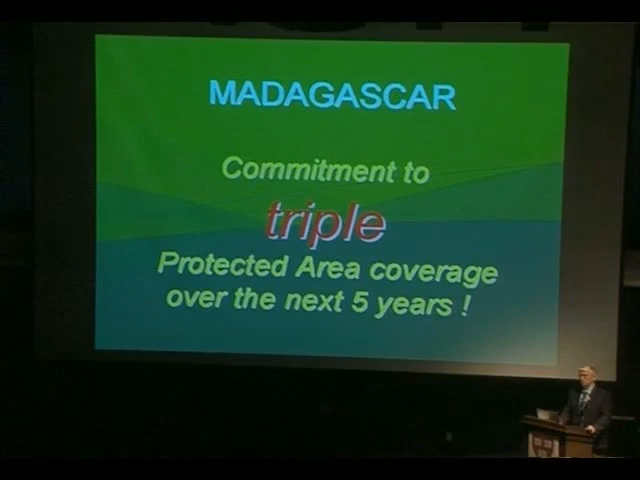 MADAGASCAR
Commitment to
triple
Protected Area coverage
over the next 5 years !